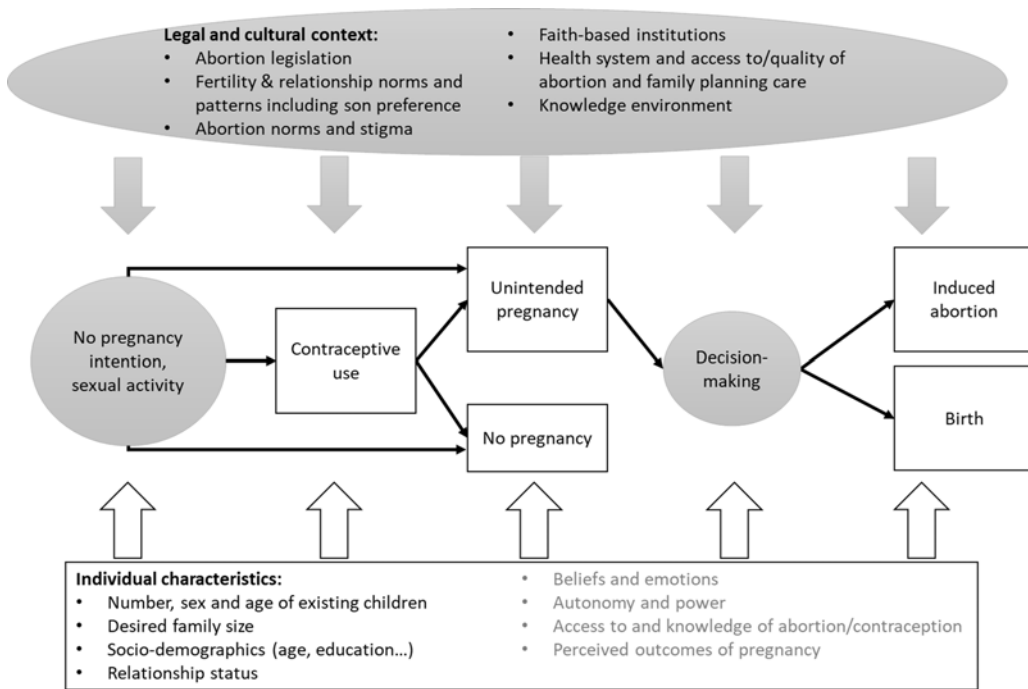 Legal and cultural context:
• Abortion legislation
• Fertility & relationship norms and
patterns including son preference
• Abortion norms and stigma
• Faith-based institutions
• Health system and access to/quality of
abortion and family planning care
• Knowledge environment
No pregnancy
intention,
sexual activity
Contraceptive
use
Unintended
pregnancy
No pregnancy
Decision-
making
Induced
abortion
Birth
Individual characteristics:
• Number, sex and age of existing children
• Desired family size
• Socio-demographics (age, education...)
• Relationship status
• Beliefs and emotions
• Autonomy and power
• Access to and knowledge of abortion/contraception
• Perceived outcomes of pregnancy